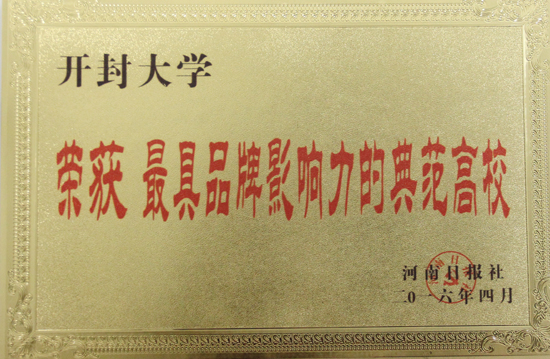 开封大学
荣获 最具品牌影响力的典范高校
河南日报社
二〇一六年四月